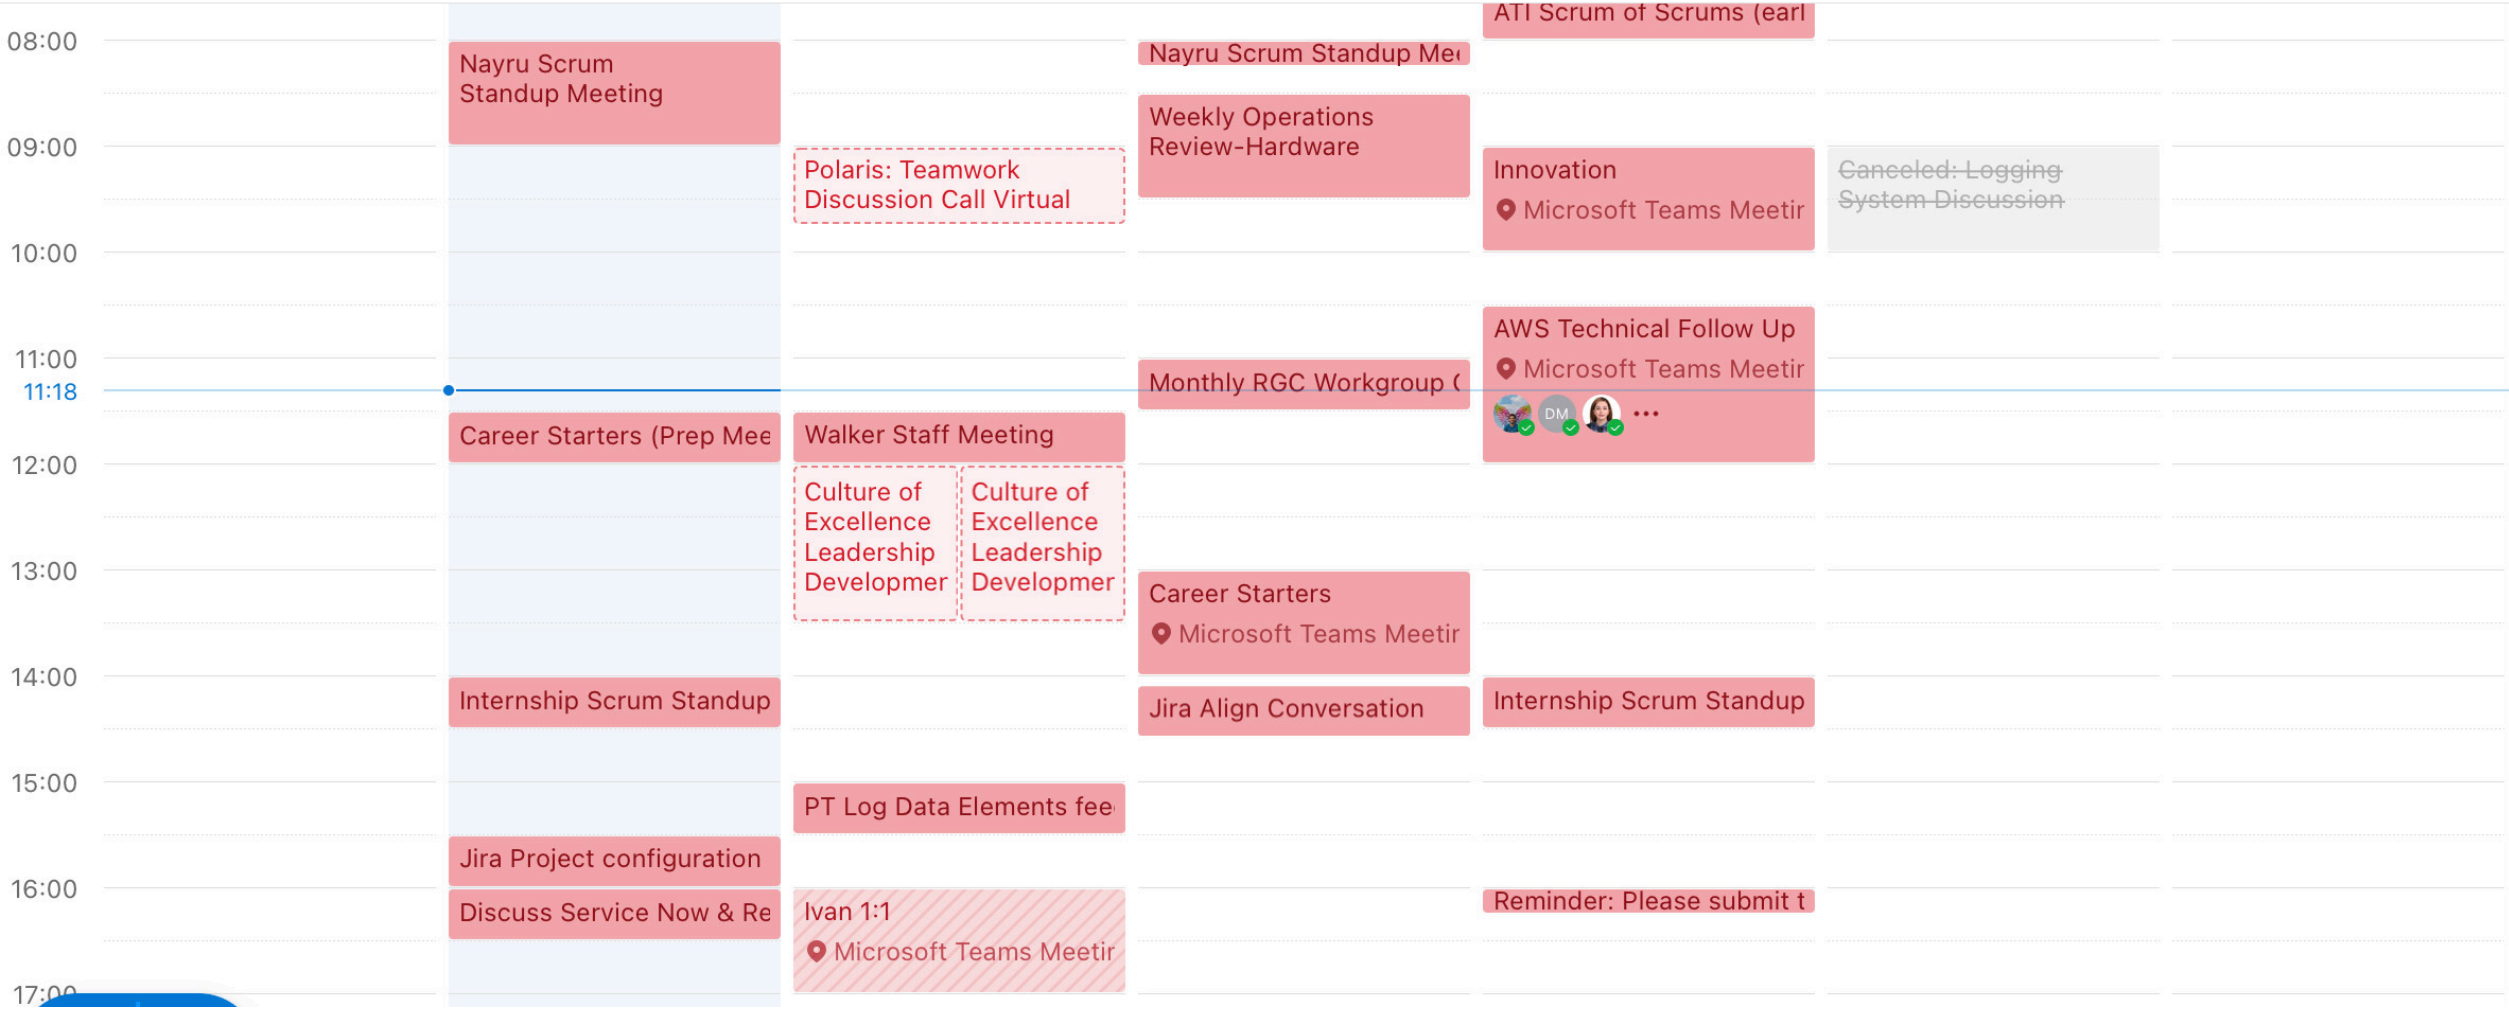 08:00
09:00
10:00
11:00
11:18
12:00
13:00
14:00
15:00
16:00
17:00
Nayru Scrum
Standup Meeting
Career Starters (Prep Mee
Internship Scrum Standup
Jira Project configuration
Discuss Service Now & Re
Polaris: Teamwork
Discussion Call Virtual
Walker Staff Meeting
Culture of
Excellence
Leadership
Developmer
Culture of
Excellence
Leadership
Developmer
PT Log Data Elements fee
Ivan 1:1
Microsoft Teams Meetir
Nayru Scrum Standup Me
Weekly Operations
Review-Hardware
Monthly RGC Workgroup
Career Starters
Microsoft Teams Meetir
Jira Align Conversation
ATI Scrum of Scrums (earl
Innovation
Microsoft Teams Meetir
AWS Technical Follow Up
Microsoft Teams Meetir
DM
Internship Scrum Standup
Reminder: Please submit t
Canceled: Logging
System Discussion